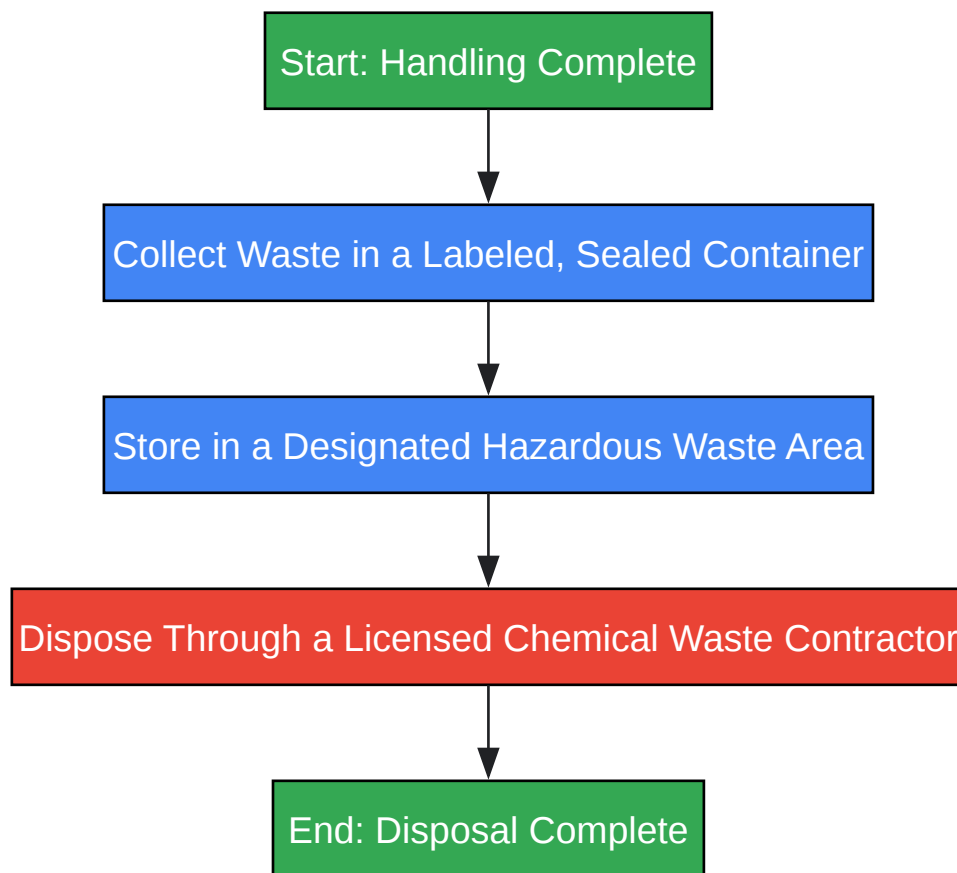 Start: Handling Complete
Collect Waste in a Labeled, Sealed Container
Store in a Designated Hazardous Waste Area
Dispose Through a Licensed Chemical Waste Contractor
End: Disposal Complete